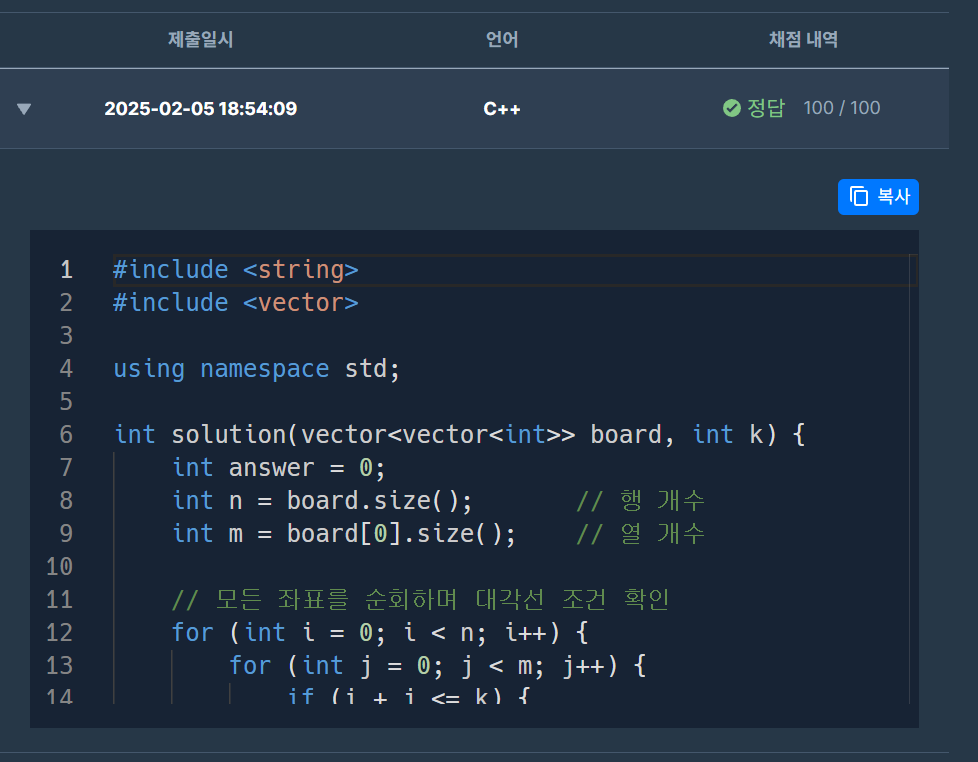 제출일시 언어 채점 내역
2025-02-05 18:54:09 C++ 정답 100 / 100
복사
1 #include <string>
2 #include <vector>
3
4 using namespace std;
5
6 int solution(vector<vector<int>> board, int k) {
7     int answer = 0;
8     int n = board.size();       // 행 개수
9     int m = board[0].size();    // 열 개수
10
11     // 모든 좌표를 순회하며 대각선 조건 확인
12     for (int i = 0; i < n; i++) {
13         for (int j = 0; j < m; j++) {
14             if (i + j <= k) {